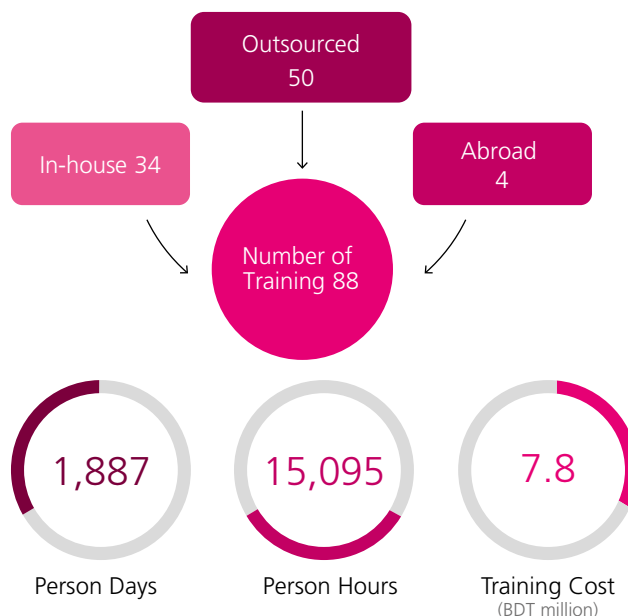 Outsourced
50
In-house 34
Abroad
4
Number of
Training 88
1,887
15,095
7.8
Person Days
Person Hours
Training Cost
(BDT million)